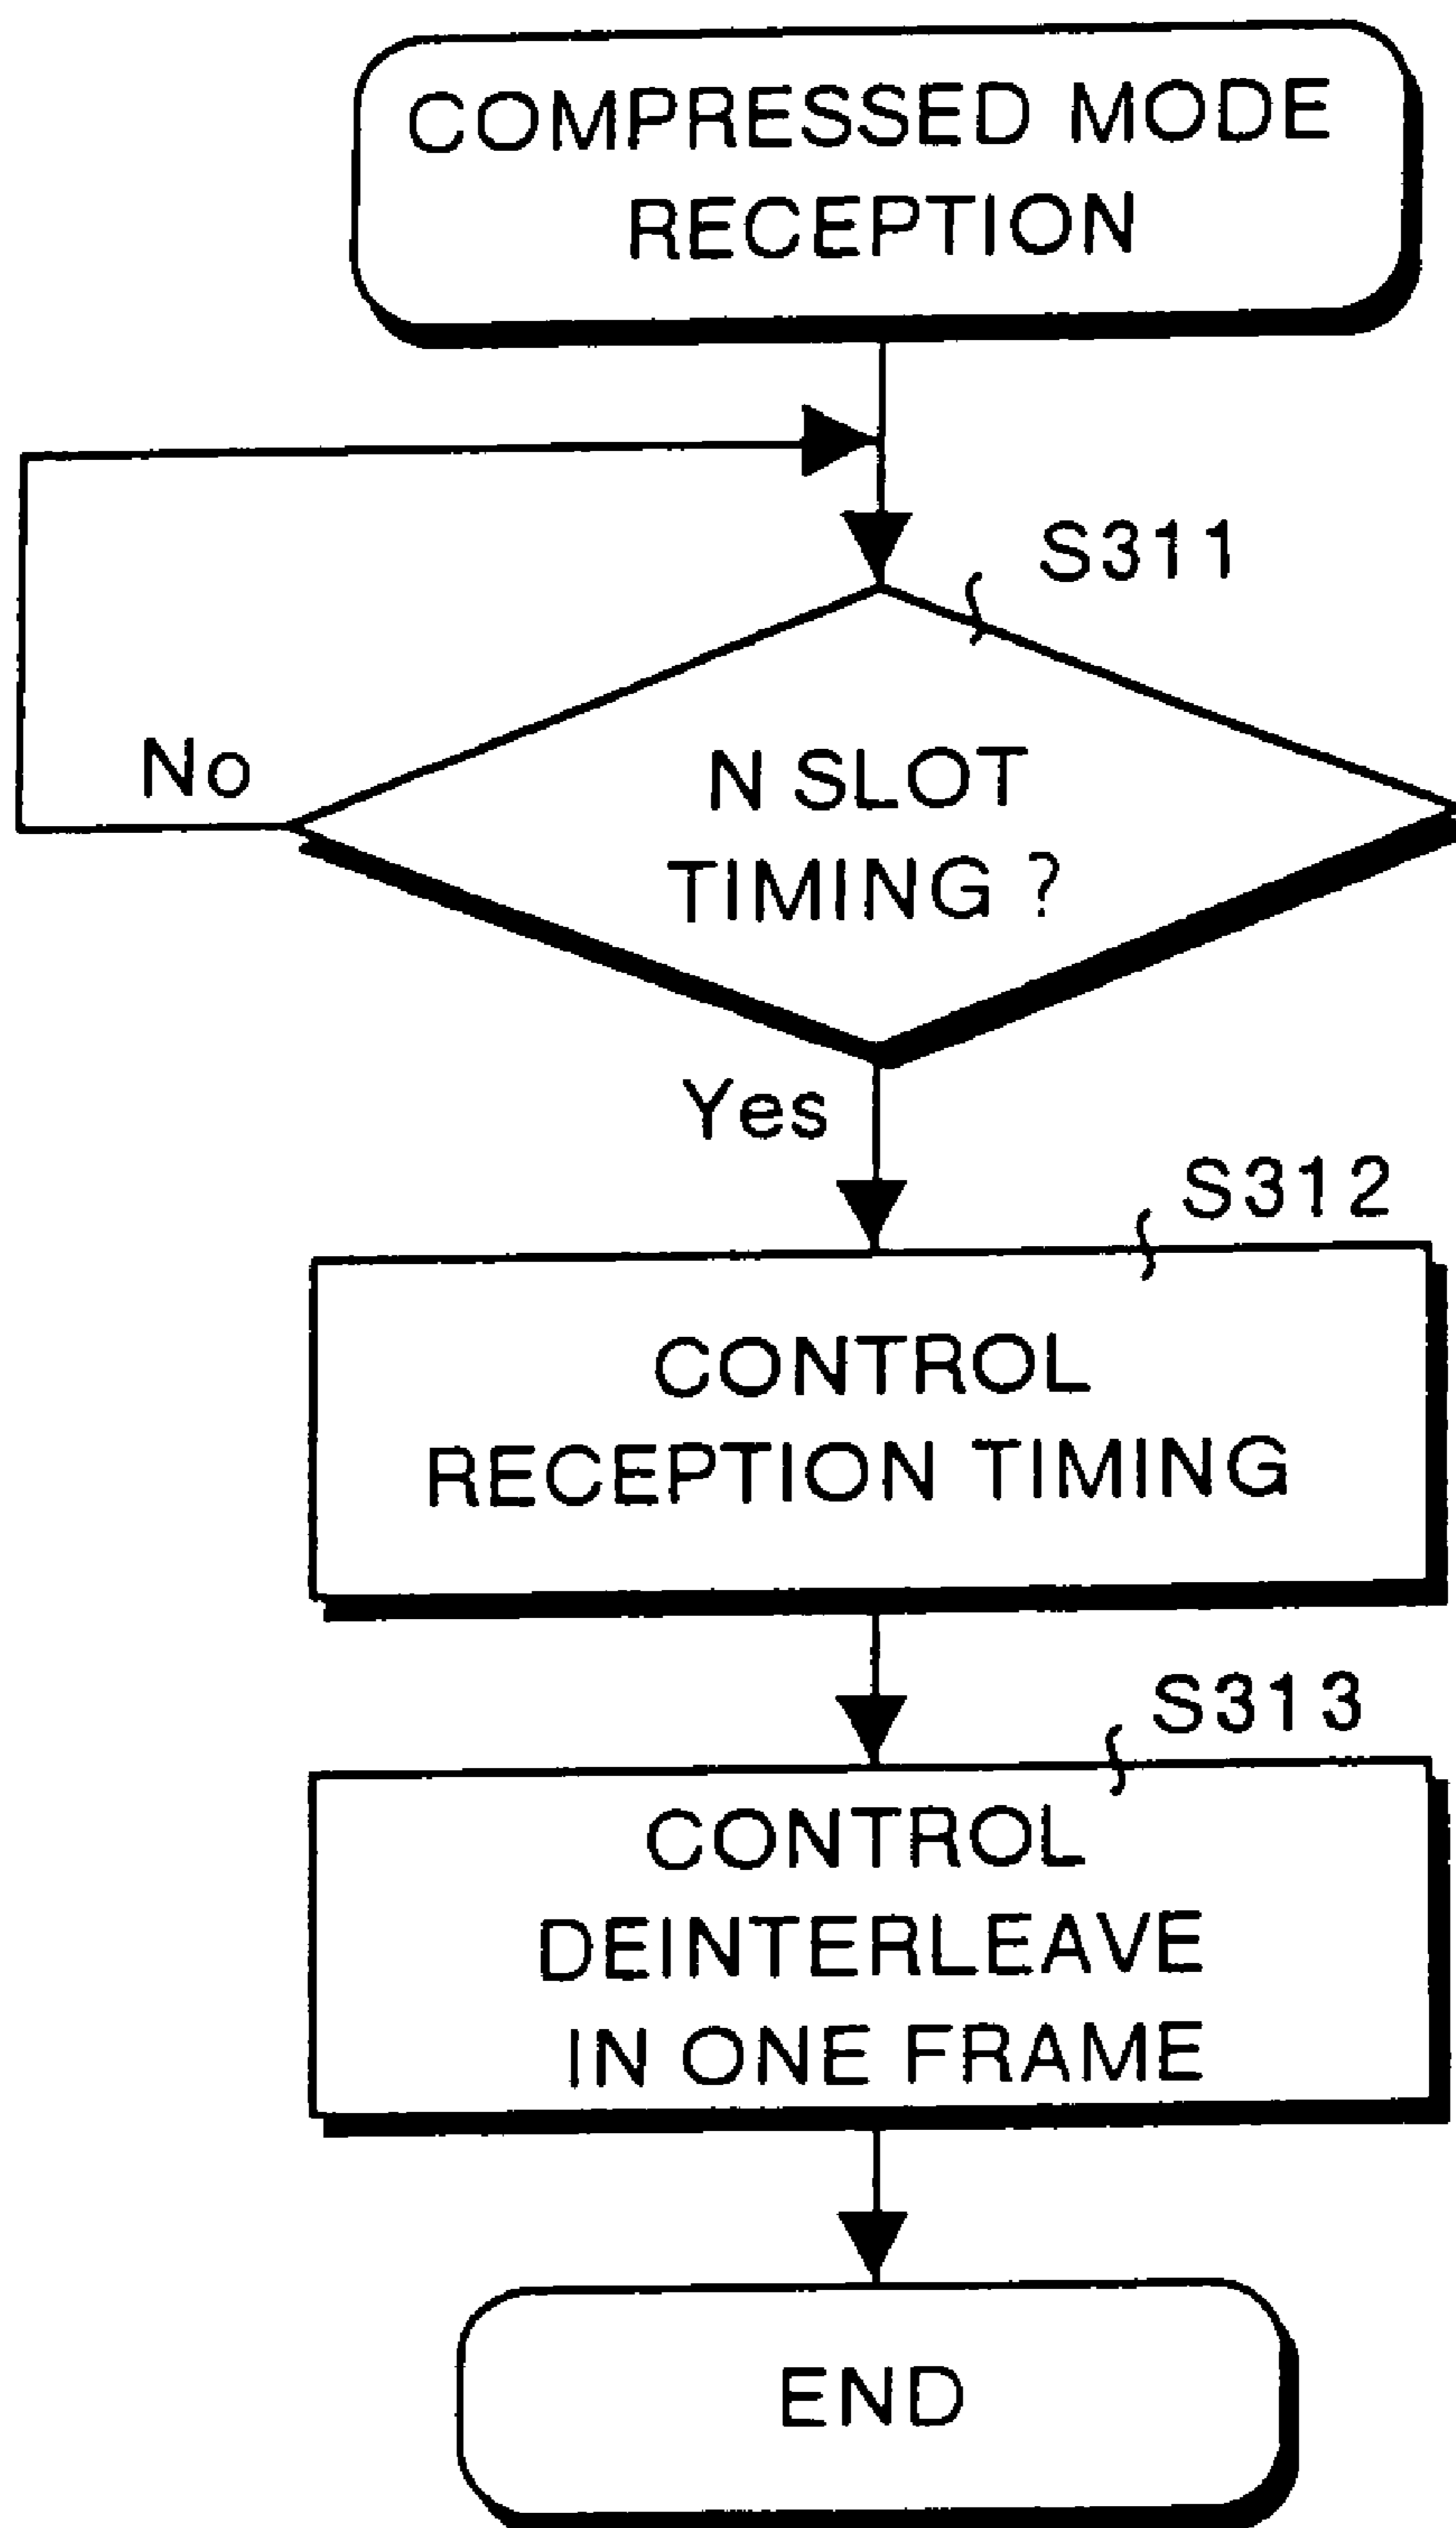 COMPRESSED MODE
RECEPTION
S311
No
N SLOT
TIMING ?
Yes
S312
CONTROL
RECEPTION TIMING
S313
CONTROL
DEINTERLEAVE
IN ONE FRAME
END